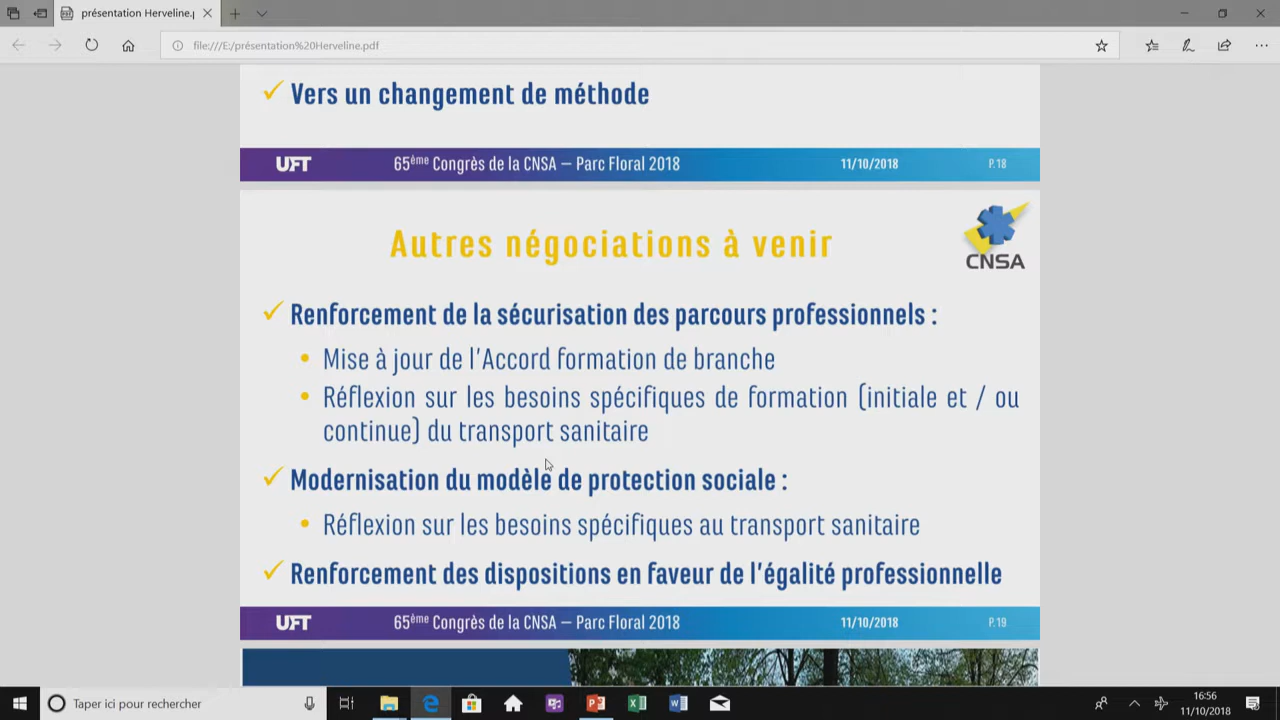 présentation Herveline.p
file:///E:/présentation%20Herveline.pdf
Vers un changement de méthode
UFT 65ème Congrès de la CNSA – Parc Floral 2018 11/10/2018 P.18
Autres négociations à venir
CNSA
Renforcement de la sécurisation des parcours professionnels :
• Mise à jour de l'Accord formation de branche
• Réflexion sur les besoins spécifiques de formation (initiale et / ou
continue) du transport sanitaire
Modernisation du modèle de protection sociale :
• Réflexion sur les besoins spécifiques au transport sanitaire
Renforcement des dispositions en faveur de l'égalité professionnelle
UFT 65ème Congrès de la CNSA – Parc Floral 2018 11/10/2018 P.19
Taper ici pour rechercher
16:56
11/10/2018